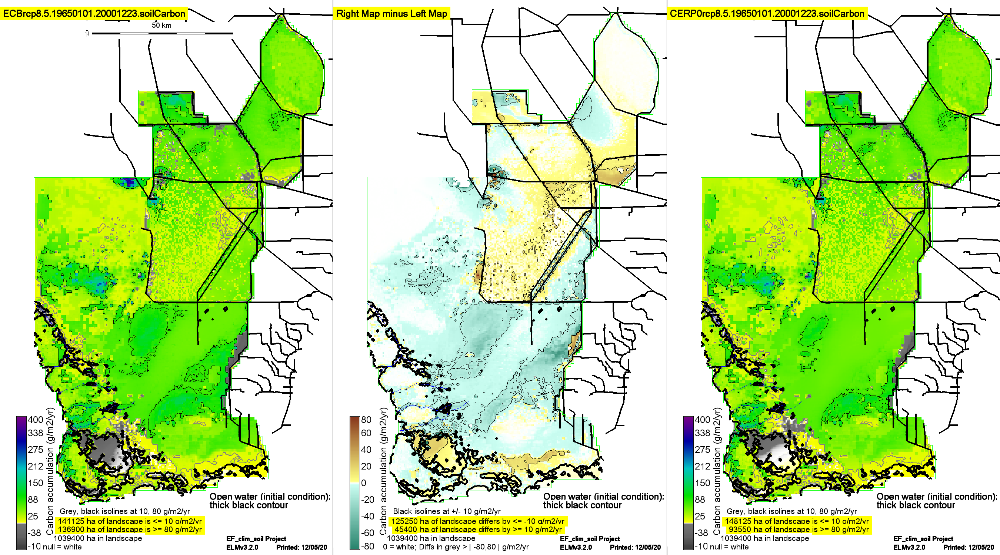 ECBrcp8.5.19650101.20001223.soilCarbon
50 km
N
400
338
275
212
150
88
25
-38
-10
Carbon accumulation (g/m2/yr)
Open water (initial condition):
thick black contour
Grey, black isolines at 10, 80 g/m2/yr
141125 ha of landscape is <= 10 g/m2/yr
136900 ha of landscape is >= 80 g/m2/yr
1039400 ha in landscape
null = white
EF_clim_soil Project
ELMv3.2.0 Printed: 12/05/20
Right Map minus Left Map
80
60
40
20
0
-20
-40
-60
-80
Carbon accumulation (g/m2/yr)
Open water (initial condition):
thick black contour
Black isolines at +/- 10 g/m2/yr
125250 ha of landscape differs by <= -10 g/m2/yr
45400 ha of landscape differs by >= 10 g/m2/yr
1039400 ha in landscape
0 = white; Diffs in grey > | -80,80 | g/m2/yr
EF_clim_soil Project
ELMv3.2.0 Printed: 12/05/20
CERP0rcp8.5.19650101.20001223.soilCarbon
400
338
275
212
150
88
25
-38
-10
Carbon accumulation (g/m2/yr)
Open water (initial condition):
thick black contour
Grey, black isolines at 10, 80 g/m2/yr
148125 ha of landscape is <= 10 g/m2/yr
93550 ha of landscape is >= 80 g/m2/yr
1039400 ha in landscape
null = white
EF_clim_soil Project
ELMv3.2.0 Printed: 12/05/20